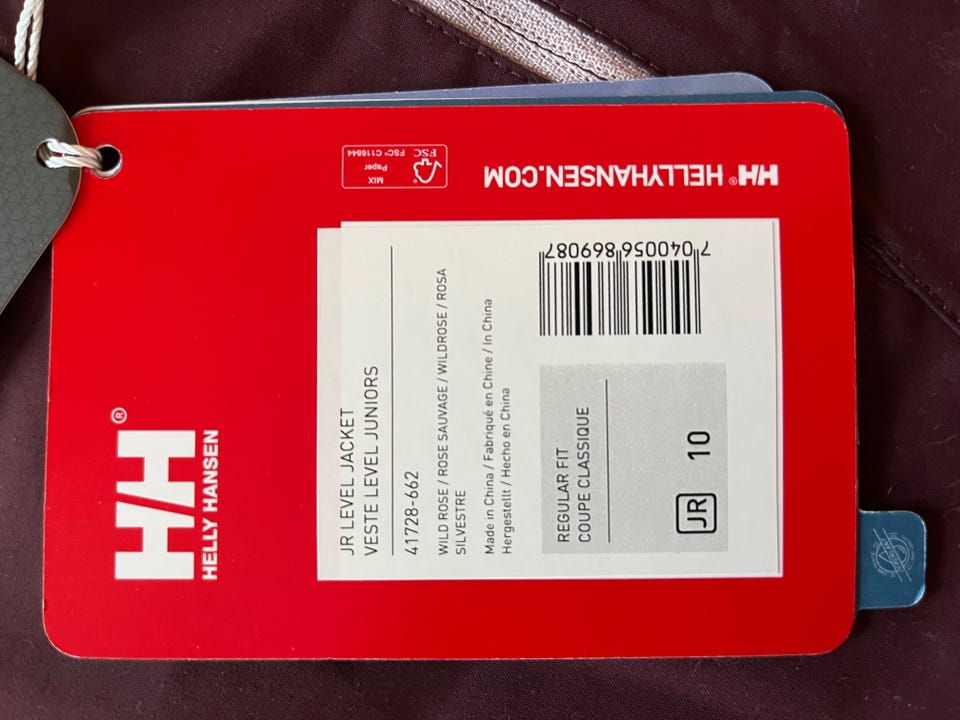 HH®
HELLY HANSEN
JR LEVEL JACKET
VESTE LEVEL JUNIORS
41728-662
WILD ROSE / ROSE SAUVAGE / WILDROSE / ROSA
SILVESTRE
Made in China / Fabriqué en Chine / In China
Hergestellt / Hecho en China
REGULAR FIT
COUPE CLASSIQUE
JR 10
7 040056 869087
HH® HELLYHANSEN.COM
FSC
MIX
Paper
FSC® C116844